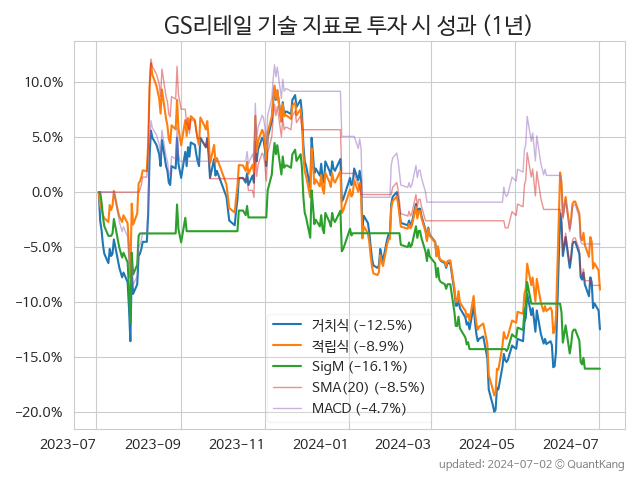 GS리테일 기술 지표로 투자 시 성과 (1년)
10.0%
5.0%
0.0%
−5.0%
−10.0%
−15.0%
−20.0%
거치식 (−12.5%)
적립식 (−8.9%)
SigM (−16.1%)
SMA(20) (−8.5%)
MACD (−4.7%)
2023-07 2023-09 2023-11 2024-01 2024-03 2024-05 2024-07
updated: 2024-07-02 © QuantKang